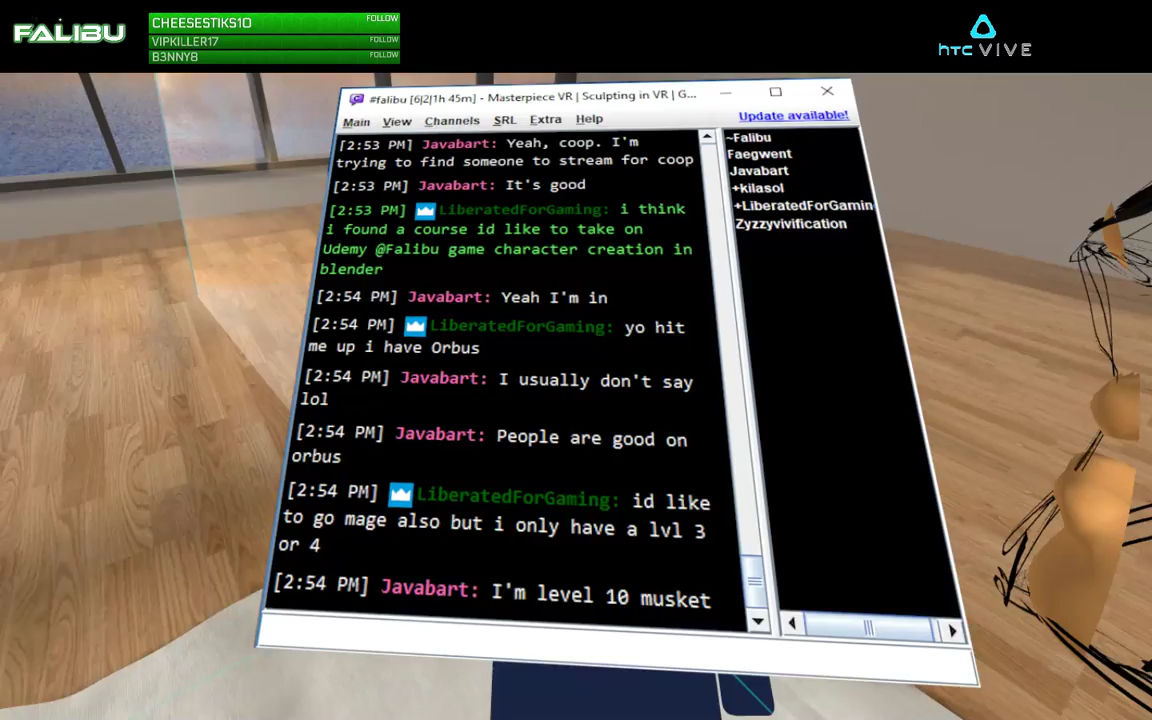 FALIBU
CHEESESTIKS10 FOLLOW
VIPKILLER17 FOLLOW
B3NNY8 FOLLOW
htc VIVE
#falibu [6|2|1h 45m] - Masterpiece VR | Sculpting in VR | G...
Main View Channels SRL Extra Help
Update available!
[2:53 PM] Javabart: Yeah, coop. I'm
trying to find someone to stream for coop
[2:53 PM] Javabart: It's good
[2:53 PM] LiberatedForGaming: i think
i found a course id like to take on
Udemy @Falibu game character creation in
blender
[2:54 PM] Javabart: Yeah I'm in
[2:54 PM] LiberatedForGaming: yo hit
me up i have Orbus
[2:54 PM] Javabart: I usually don't say
lol
[2:54 PM] Javabart: People are good on
orbus
[2:54 PM] LiberatedForGaming: id like
to go mage also but i only have a lvl 3
or 4
[2:54 PM] Javabart: I'm level 10 musket
~Falibu
Faegwent
Javabart
+kilasol
+LiberatedForGamin
Zyzzyvivification